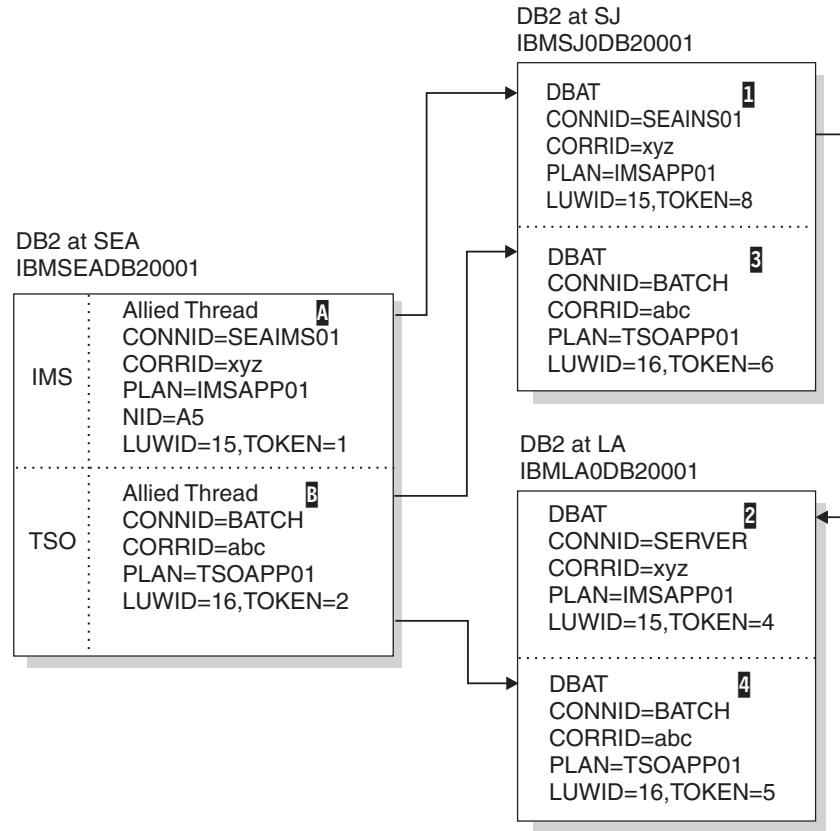 DB2 at SJ
IBMSJ0DB20001
DBAT 1
CONNID=SEAINS01
CORRID=xyz
PLAN=IMSAPP01
LUWID=15,TOKEN=8
DBAT 3
CONNID=BATCH
CORRID=abc
PLAN=TSOAPP01
LUWID=16,TOKEN=6
DB2 at SEA
IBMSEADB20001
IMS
Allied Thread A
CONNID=SEAIMS01
CORRID=xyz
PLAN=IMSAPP01
NID=A5
LUWID=15,TOKEN=1
TSO
Allied Thread B
CONNID=BATCH
CORRID=abc
PLAN=TSOAPP01
LUWID=16,TOKEN=2
DB2 at LA
IBMLA0DB20001
DBAT 2
CONNID=SERVER
CORRID=xyz
PLAN=IMSAPP01
LUWID=15,TOKEN=4
DBAT 4
CONNID=BATCH
CORRID=abc
PLAN=TSOAPP01
LUWID=16,TOKEN=5